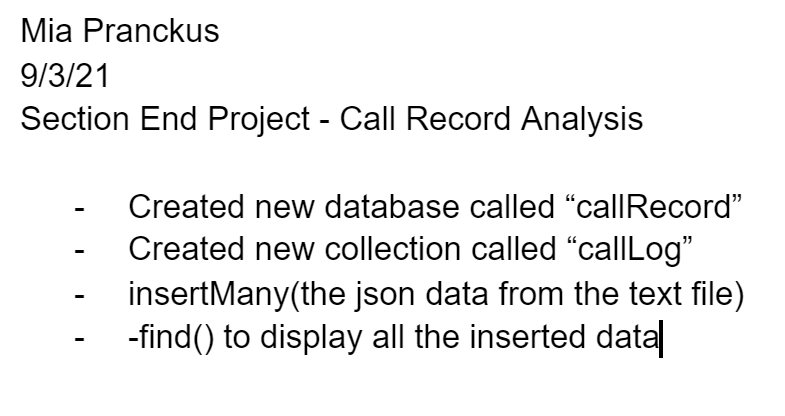 Mia Pranckus
9/3/21
Section End Project - Call Record Analysis
- Created new database called “callRecord”
- Created new collection called “callLog”
- insertMany(the json data from the text file)
- -find() to display all the inserted data